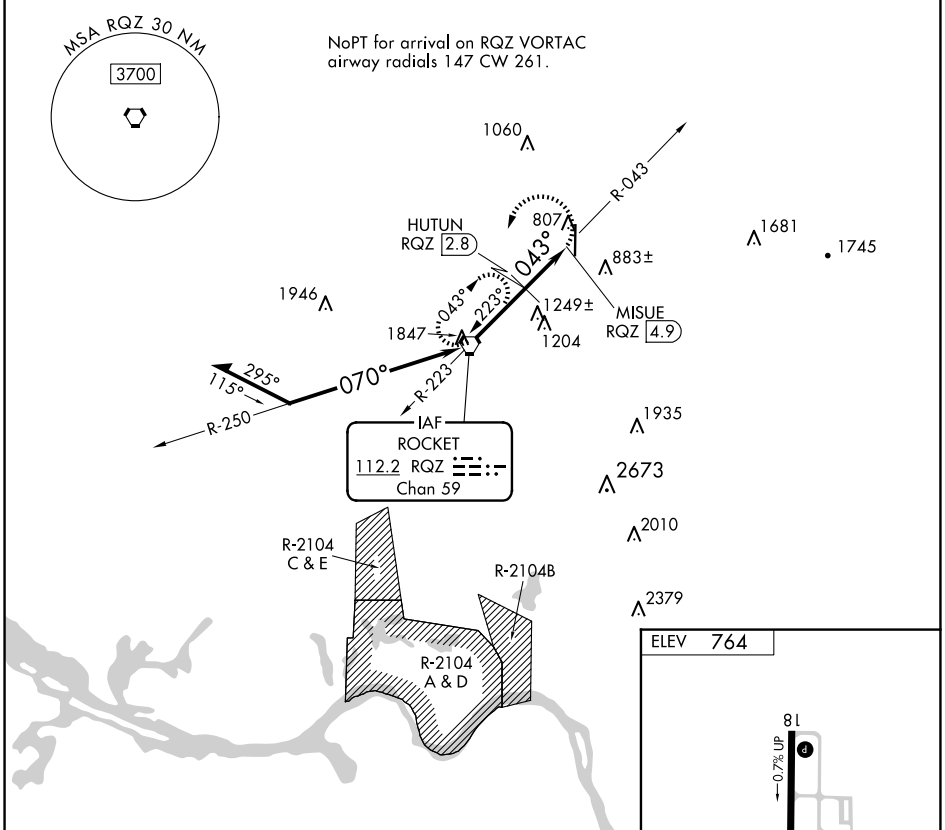 MSA RQZ 30 NM
3700
NoPT for arrival on RQZ VORTAC
airway radials 147 CW 261.
1060
R-043
HUTUN
RQZ 2.8
807
043°
1681
1745
883±
1946
043°
223°
1249±
MISUE
RQZ 4.9
1847
1204
295°
115°
070°
R-250
R-223
IAF
ROCKET
112.2 RQZ
Chan 59
1935
2673
2010
R-2104
C & E
R-2104B
2379
R-2104
A & D
ELEV 764
18
P
0.7% UP